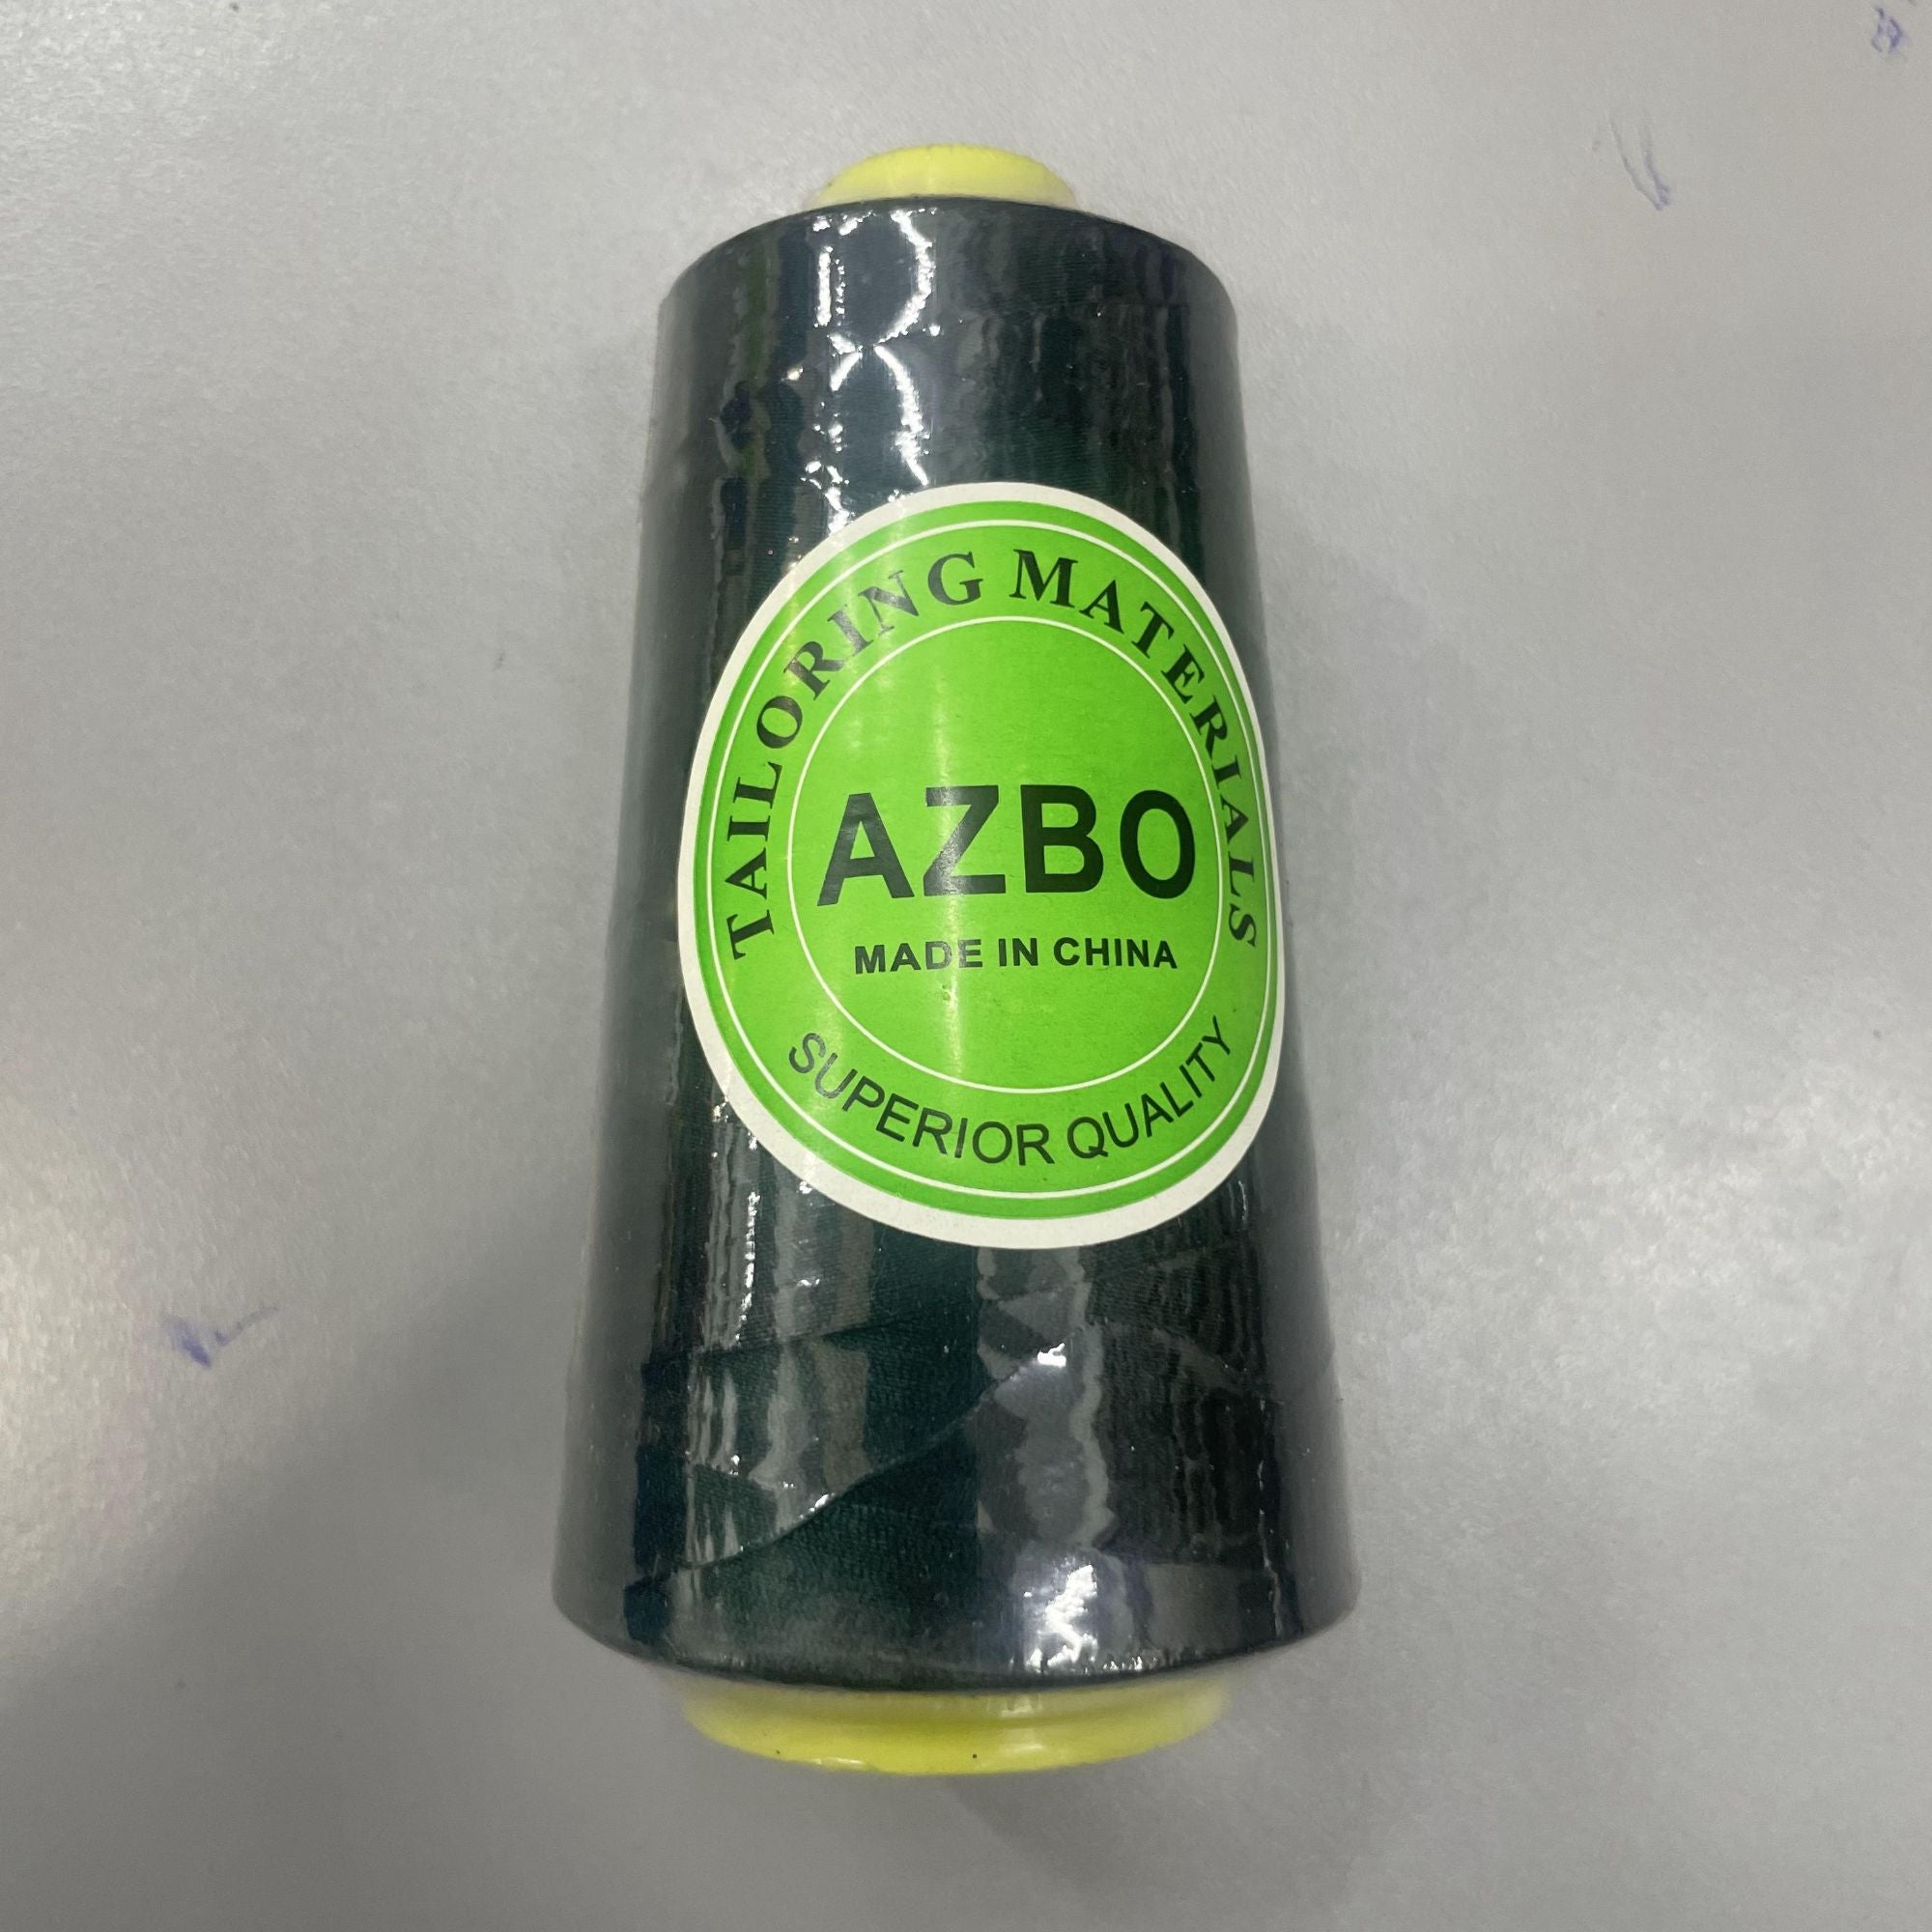 TAILORING MATERIALS
AZBO
MADE IN CHINA
SUPERIOR QUALITY